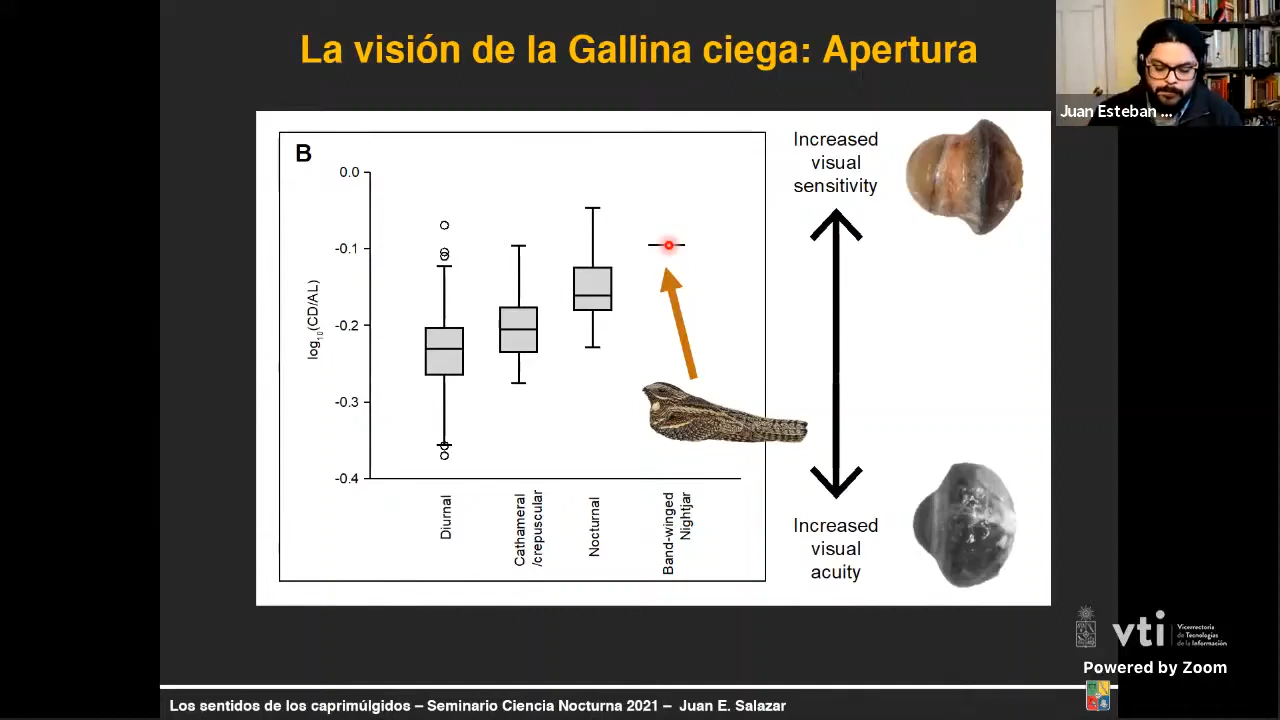 La visión de la Gallina ciega: Apertura
Juan Esteban ...
B
0.0
-0.1
-0.2
-0.3
-0.4
log10(CD/AL)
Diurnal
Cathameral
/crepuscular
Nocturnal
Band-winged
Nightjar
Increased
visual
sensitivity
Increased
visual
acuity
vti
Vicerrectoría
de Tecnologías
de la Información
Powered by Zoom
Los sentidos de los caprimúlgidos – Seminario Ciencia Nocturna 2021 – Juan E. Salazar